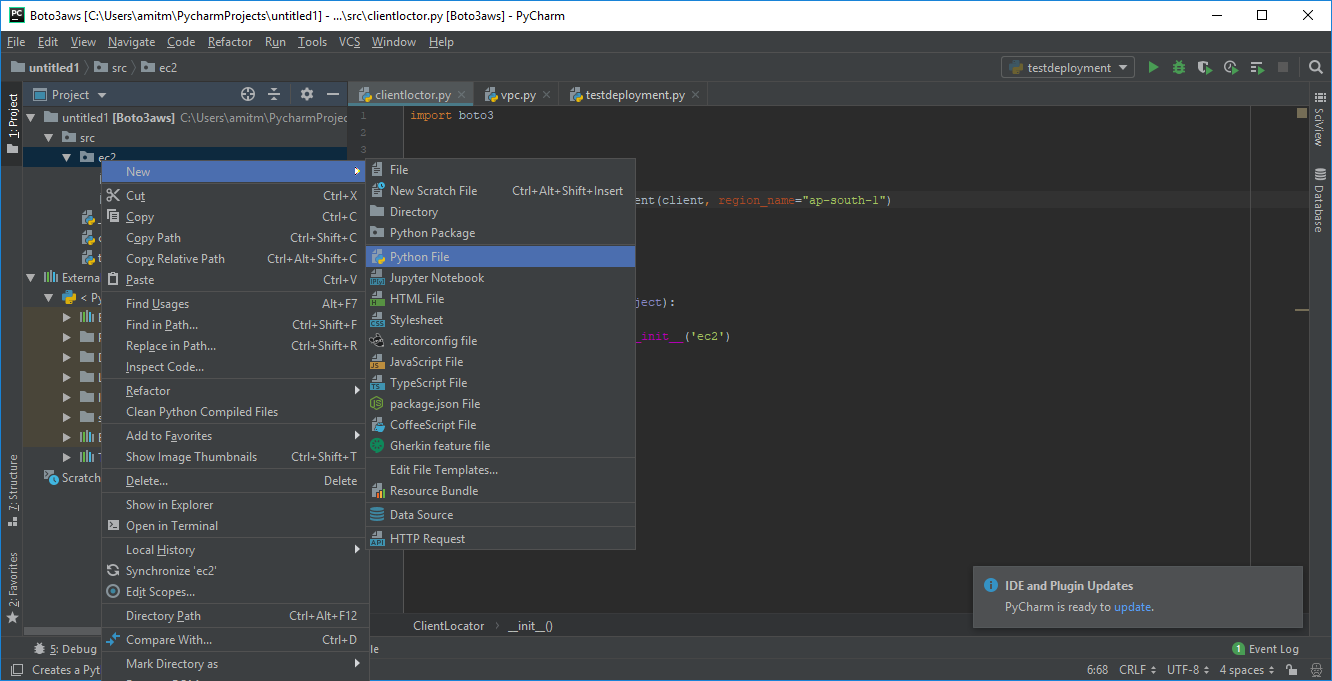 Boto3aws [C:\Users\amitm\PycharmProjects\untitled1] - ...\src\clientloctor.py [Boto3aws] - PyCharm
File Edit View Navigate Code Refactor Run Tools VCS Window Help
untitled1 src ec2 testdeployment
1: Project
Project
clientloctor.py vpc.py testdeployment.py
untitled1 [Boto3aws] C:\Users\amitm\PycharmProjec
src
ec2
Externa
< Py
Scratch
7: Structure
2: Favorites
New
Cut Ctrl+X
Copy Ctrl+C
Copy Path Ctrl+Shift+C
Copy Relative Path Ctrl+Alt+Shift+C
Paste Ctrl+V
Find Usages Alt+F7
Find in Path... Ctrl+Shift+F
Replace in Path... Ctrl+Shift+R
Inspect Code...
Refactor
Clean Python Compiled Files
Add to Favorites
Show Image Thumbnails Ctrl+Shift+T
Delete... Delete
Show in Explorer
Open in Terminal
Local History
Synchronize 'ec2'
Edit Scopes...
Directory Path Ctrl+Alt+F12
Compare With... Ctrl+D
Mark Directory as
File
New Scratch File Ctrl+Alt+Shift+Insert
Directory
Python Package
Python File
Jupyter Notebook
HTML File
Stylesheet
.editorconfig file
JavaScript File
TypeScript File
package.json File
CoffeeScript File
Gherkin feature file
Edit File Templates...
Resource Bundle
Data Source
HTTP Request
1 import boto3
2
3
ent(client, region_name="ap-south-1")
ject):
_init__('ec2')
SciView
Database
IDE and Plugin Updates
PyCharm is ready to update.
ClientLocator __init__()
5: Debug
1 Event Log
Creates a Pyt
6:68 CRLF UTF-8 4 spaces